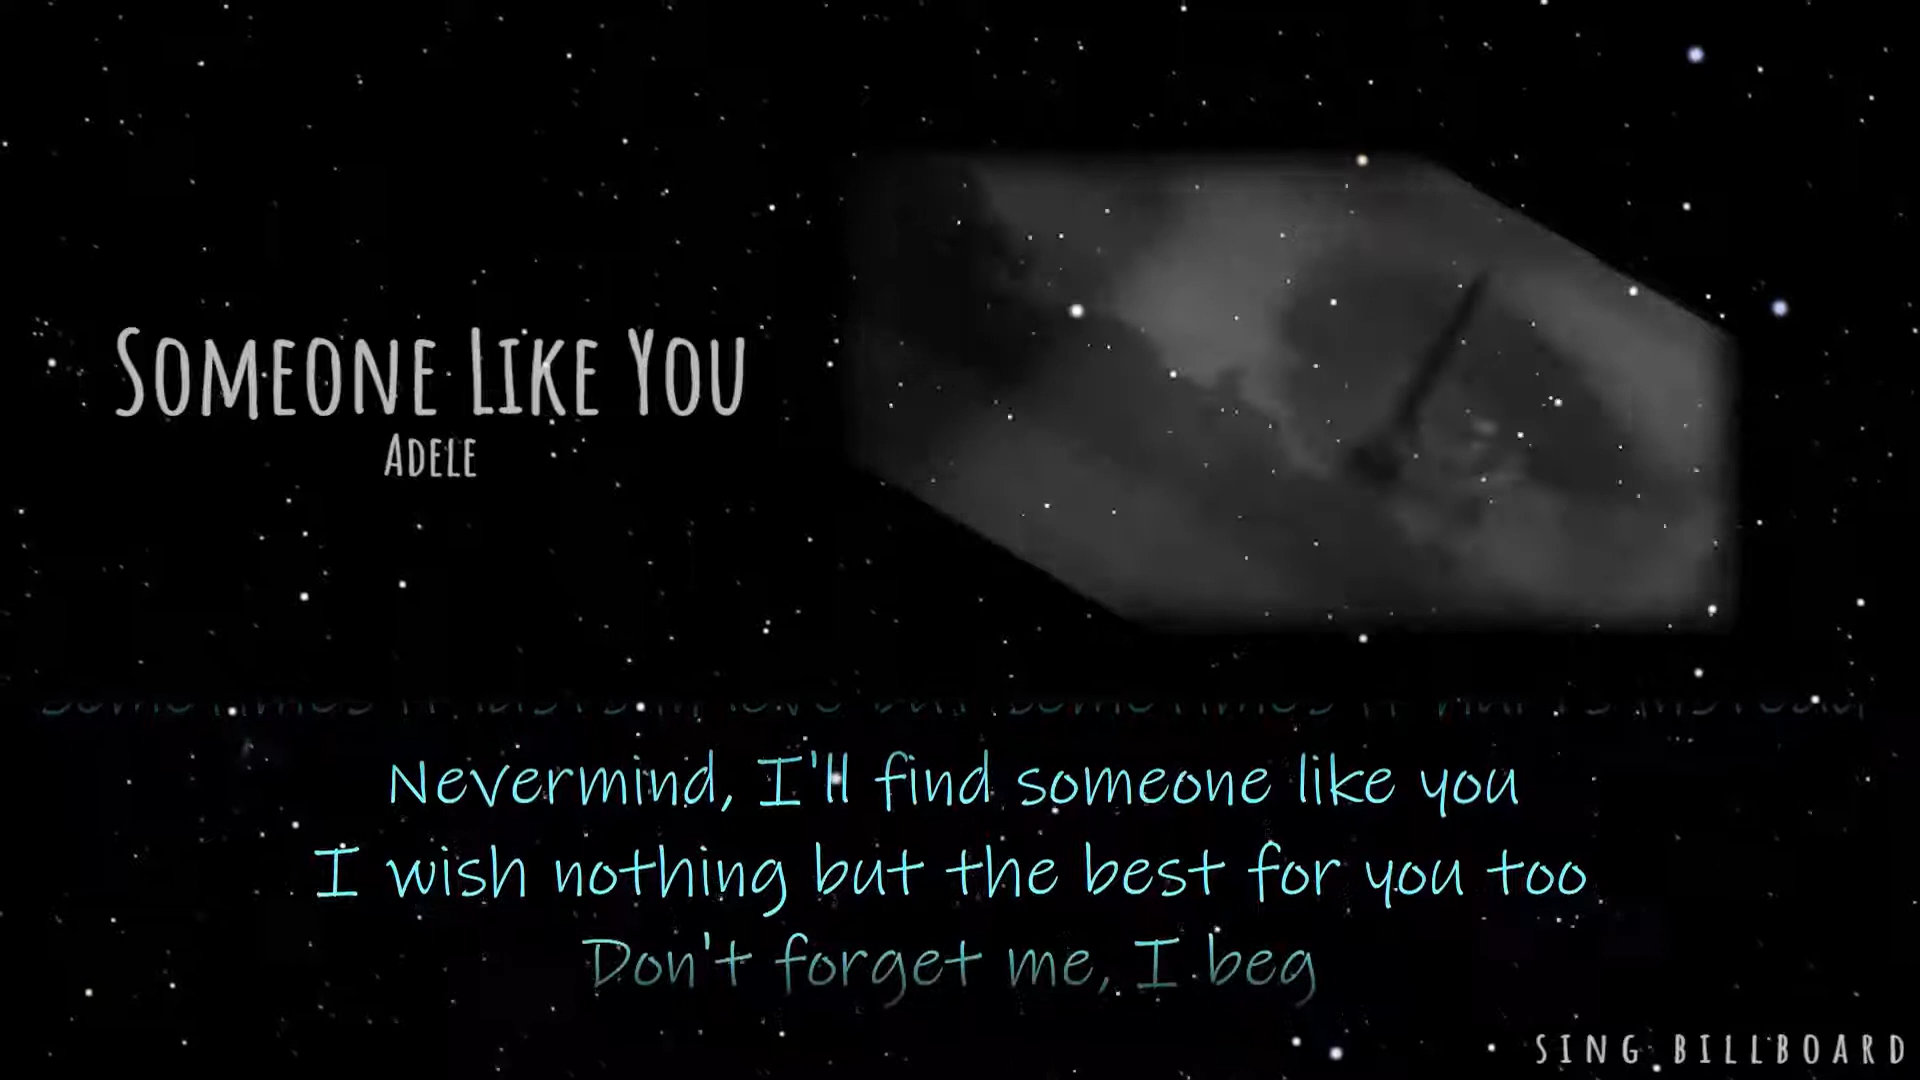 Someone Like You
Adele
Nevermind, I'll find someone like you
I wish nothing but the best for you too
Don't forget me, I beg
SING BILLBOARD